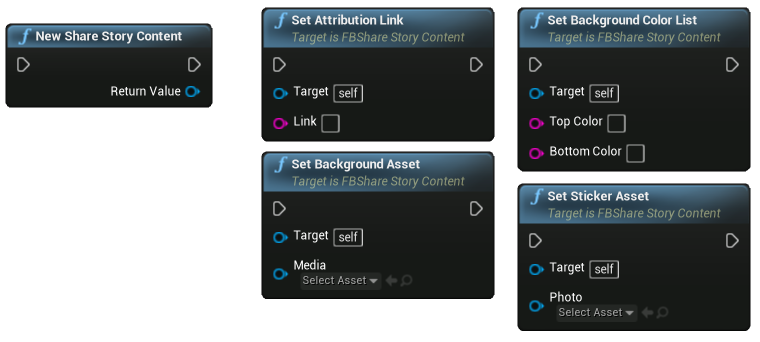 New Share Story Content
Return Value
Set Attribution Link
Target is FBShare Story Content
Target self
Link
Set Background Asset
Target is FBShare Story Content
Target self
Media
Select Asset
Set Background Color List
Target is FBShare Story Content
Target self
Top Color
Bottom Color
Set Sticker Asset
Target is FBShare Story Content
Target self
Photo
Select Asset